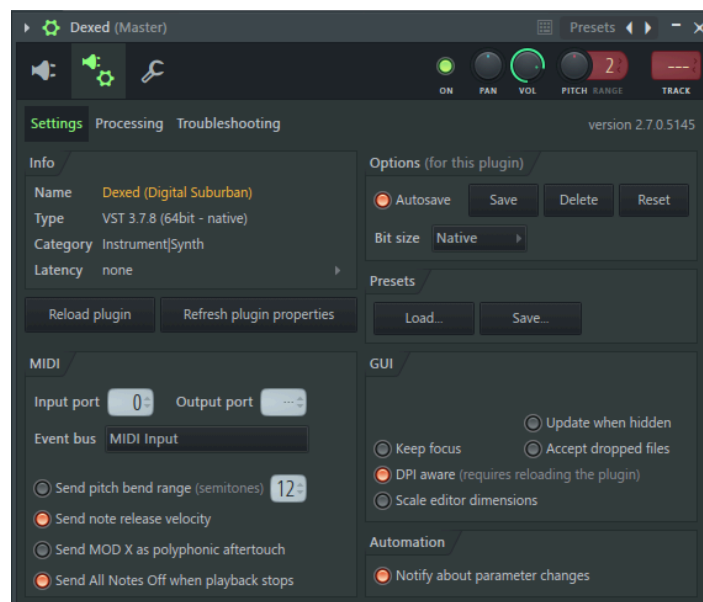 Dexed (Master)
Presets
ON
PAN
VOL
PITCH RANGE
2
---
TRACK
Settings Processing Troubleshooting
version 2.7.0.5145
Info
Name Dexed (Digital Suburban)
Type VST 3.7.8 (64bit - native)
Category Instrument|Synth
Latency none
Reload plugin
Refresh plugin properties
Options (for this plugin)
Autosave
Save
Delete
Reset
Bit size Native
Presets
Load...
Save...
MIDI
Input port 0 Output port ---
Event bus MIDI Input
Send pitch bend range (semitones) 12
Send note release velocity
Send MOD X as polyphonic aftertouch
Send All Notes Off when playback stops
GUI
Update when hidden
Keep focus
Accept dropped files
DPI aware (requires reloading the plugin)
Scale editor dimensions
Automation
Notify about parameter changes